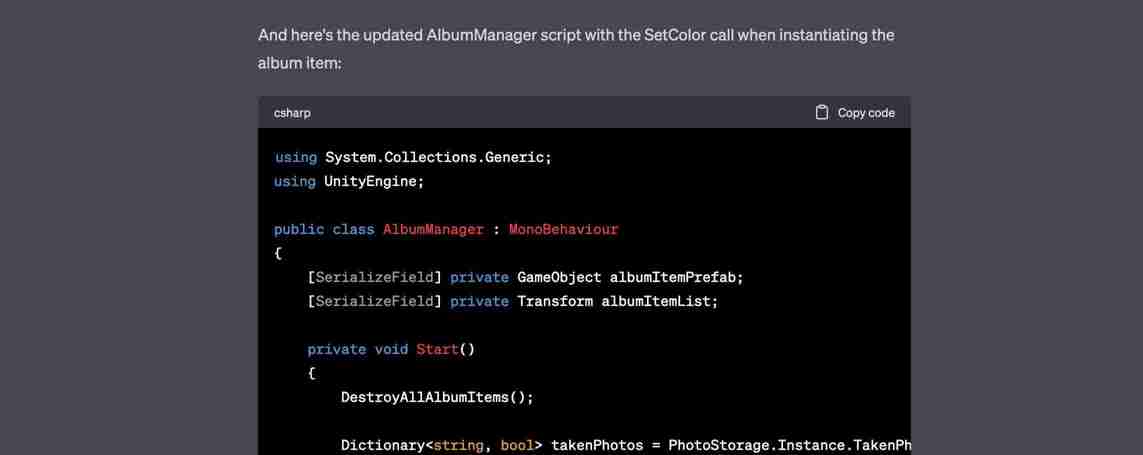 And here's the updated AlbumManager script with the SetColor call when instantiating the
album item:
csharp
Copy code
using System.Collections.Generic;
using UnityEngine;
public class AlbumManager : MonoBehaviour
{
[SerializeField] private GameObject albumItemPrefab;
[SerializeField] private Transform albumItemList;
private void Start()
{
DestroyAllAlbumItems();
Dictionary<string, bool> takenPhotos = PhotoStorage.Instance.TakenPh